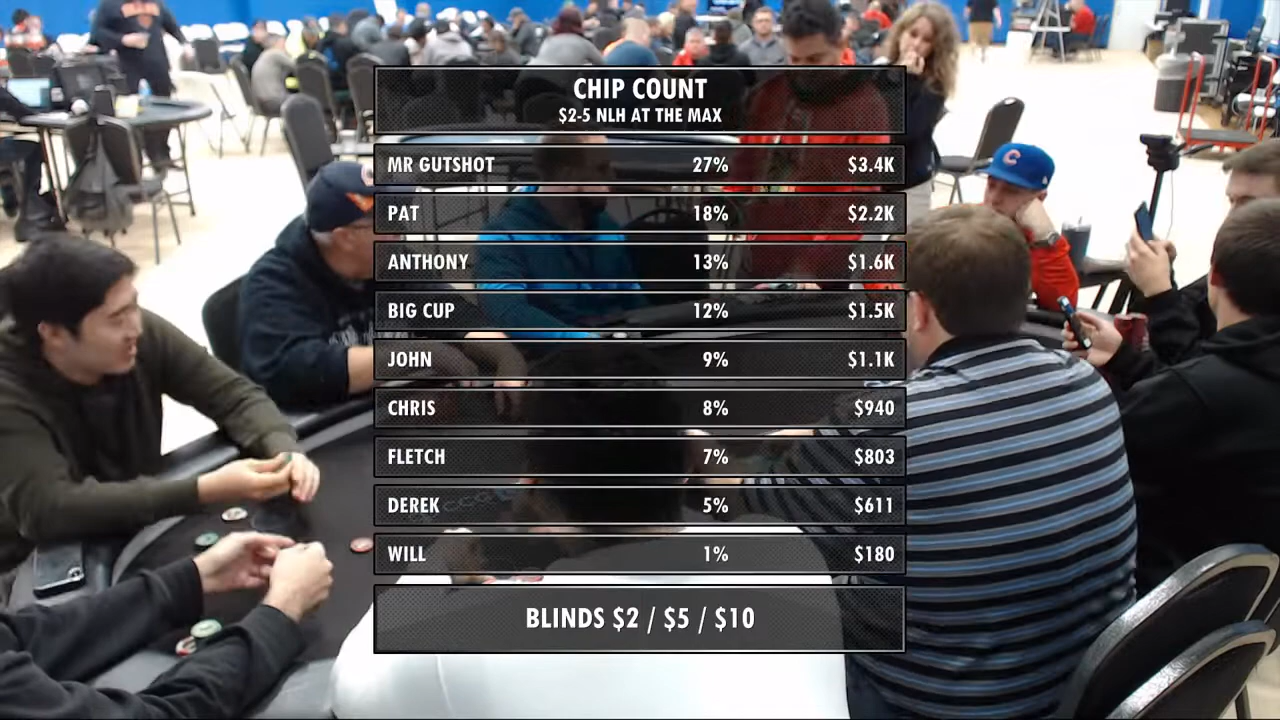 CHIP COUNT
$2-5 NLH AT THE MAX
MR GUTSHOT 27% $3.4K
PAT 18% $2.2K
ANTHONY 13% $1.6K
BIG CUP 12% $1.5K
JOHN 9% $1.1K
CHRIS 8% $940
FLETCH 7% $803
DEREK 5% $611
WILL 1% $180
BLINDS $2 / $5 / $10